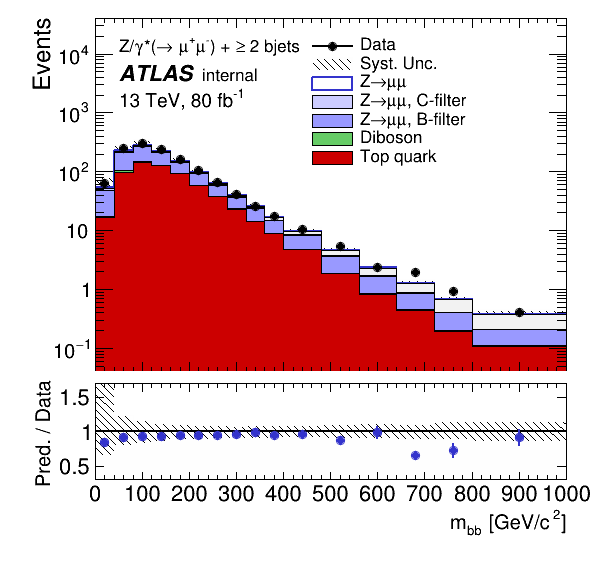 Events
10⁴
10³
10²
10
1
10⁻¹
Z/γ*(→ μ⁺μ⁻) + ≥ 2 bjets
ATLAS internal
13 TeV, 80 fb⁻¹
Data
Syst. Unc.
Z→μμ
Z→μμ, C-filter
Z→μμ, B-filter
Diboson
Top quark
Pred. / Data
1.5
1
0.5
0 100 200 300 400 500 600 700 800 900 1000
m_bb [GeV/c²]